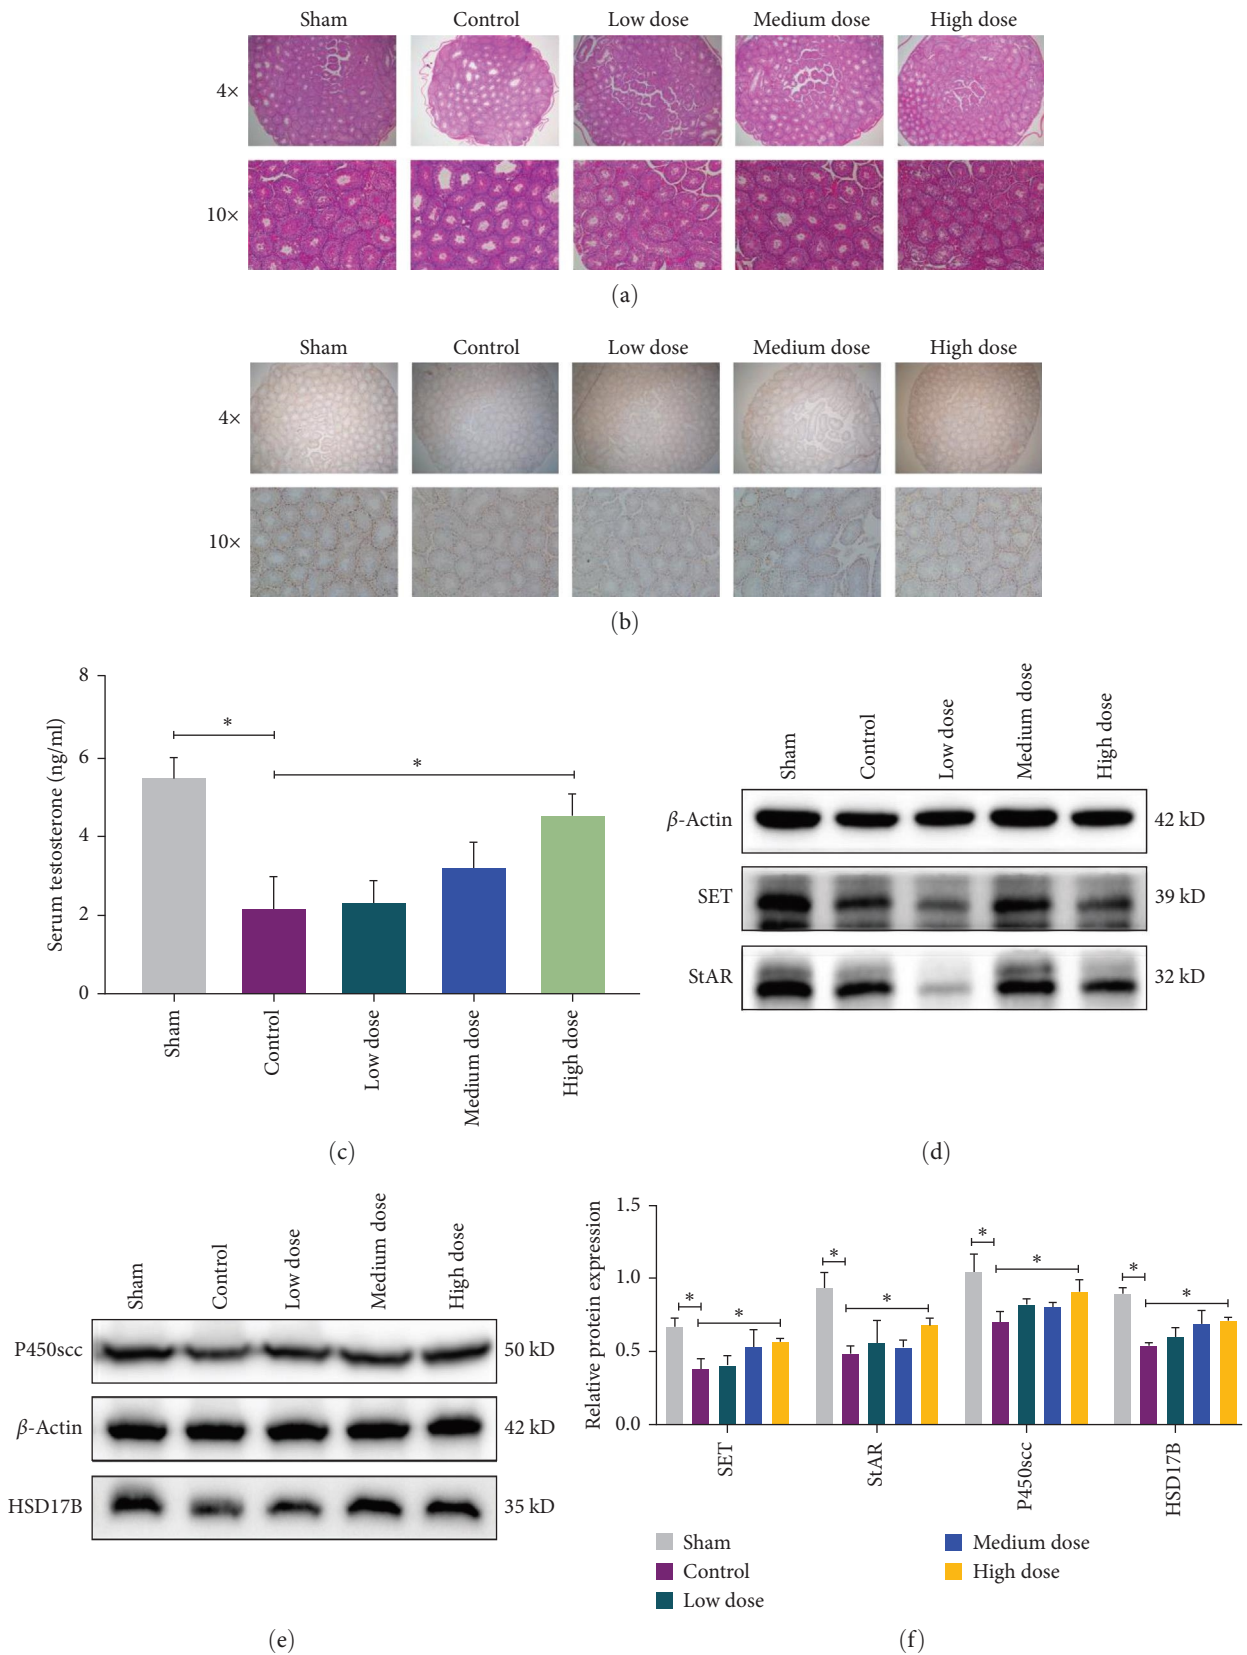 Sham Control Low dose Medium dose High dose
4×
10×
(a)
Sham Control Low dose Medium dose High dose
4×
10×
(b)
8
6
4
2
0
Serum testosterone (ng/ml)
*
*
Sham
Control
Low dose
Medium dose
High dose
(c)
Sham
Control
Low dose
Medium dose
High dose
β-Actin 42 kD
SET 39 kD
StAR 32 kD
(d)
Sham
Control
Low dose
Medium dose
High dose
P450scc 50 kD
β-Actin 42 kD
HSD17B 35 kD
(e)
1.5
1.0
0.5
0.0
Relative protein expression
* * * * * * * *
SET
StAR
P450scc
HSD17B
Sham
Control
Low dose
Medium dose
High dose
(f)